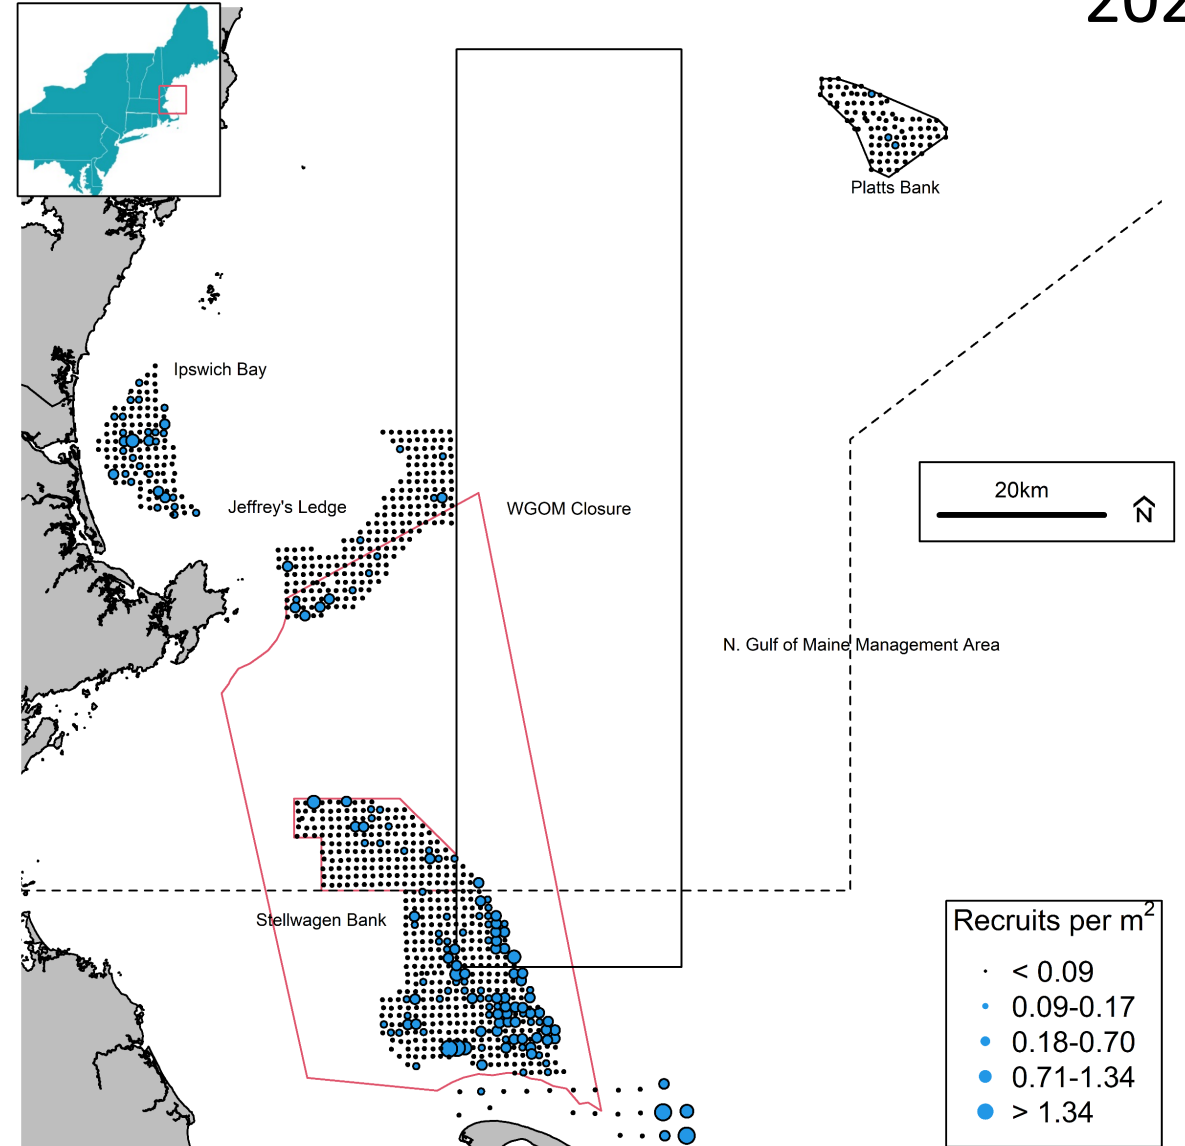 202
Platts Bank
Ipswich Bay
Jeffrey's Ledge
WGOM Closure
20km
N
N. Gulf of Maine Management Area
Stellwagen Bank
Recruits per m²
< 0.09
0.09-0.17
0.18-0.70
0.71-1.34
> 1.34